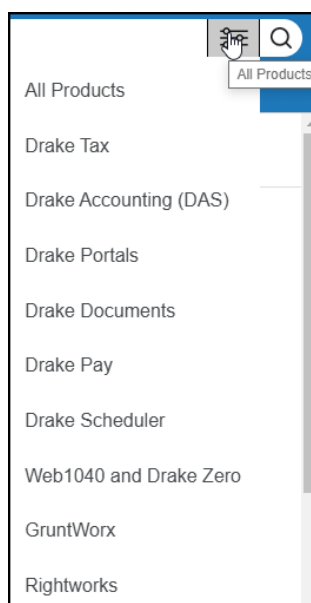 All Products
All Products
Drake Tax
Drake Accounting (DAS)
Drake Portals
Drake Documents
Drake Pay
Drake Scheduler
Web1040 and Drake Zero
GruntWorx
Rightworks